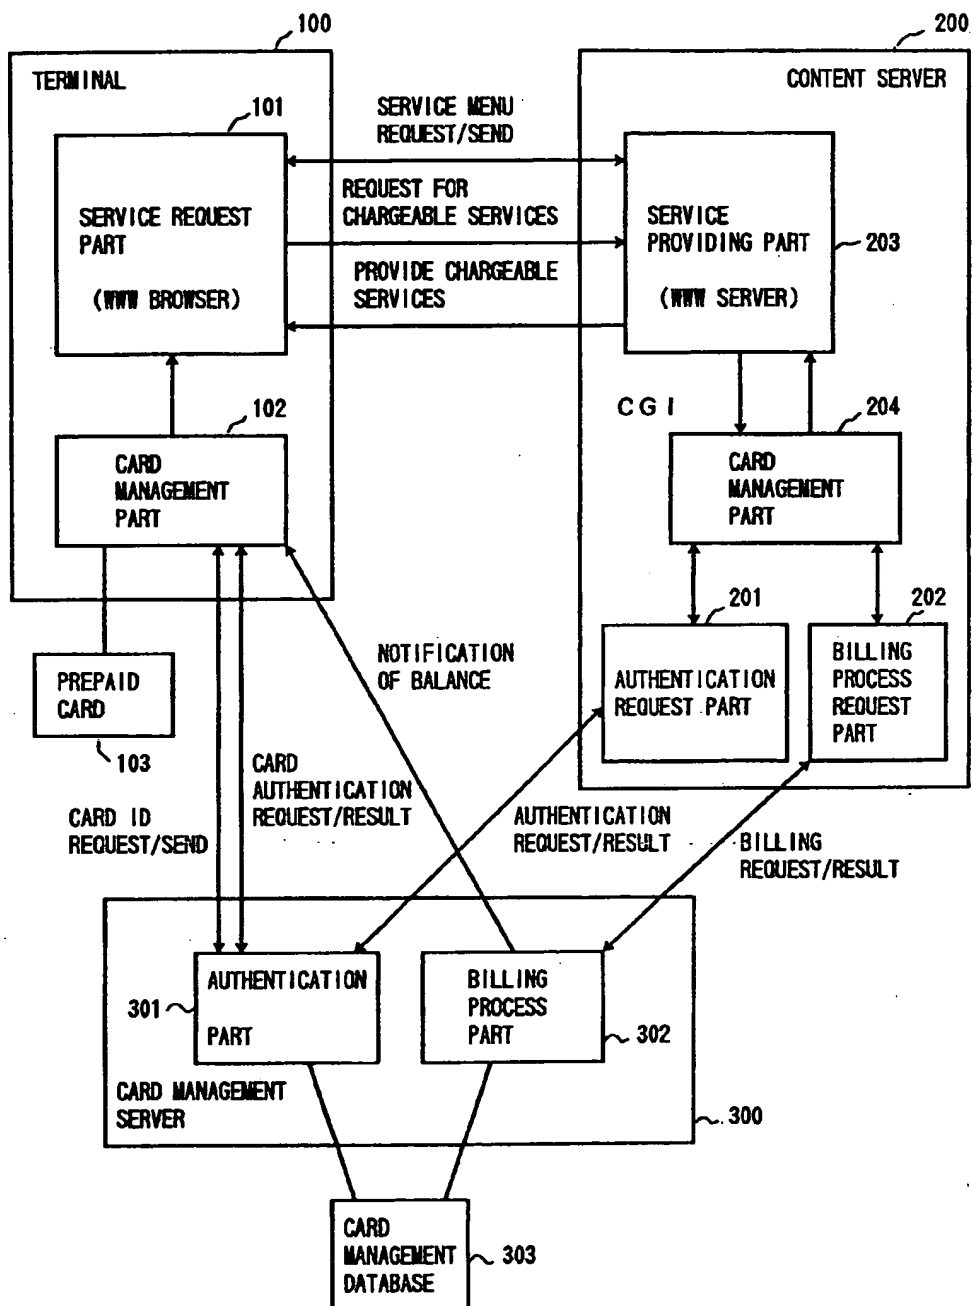 100
200
TERMINAL
CONTENT SERVER
101
SERVICE MENU
REQUEST/SEND
REQUEST FOR
CHARGEABLE SERVICES
SERVICE REQUEST
PART
(WWW BROWSER)
SERVICE
PROVIDING PART
(WWW SERVER)
203
PROVIDE CHARGEABLE
SERVICES
102
CGI
204
CARD
MANAGEMENT
PART
CARD
MANAGEMENT
PART
201
202
PREPAID
CARD
103
NOTIFICATION
OF BALANCE
AUTHENTICATION
REQUEST PART
BILLING
PROCESS
REQUEST
PART
CARD ID
REQUEST/SEND
CARD
AUTHENTICATION
REQUEST/RESULT
AUTHENTICATION
REQUEST/RESULT
BILLING
REQUEST/RESULT
301
AUTHENTICATION
PART
BILLING
PROCESS
PART
302
CARD MANAGEMENT
SERVER
300
CARD
MANAGEMENT
DATABASE
303